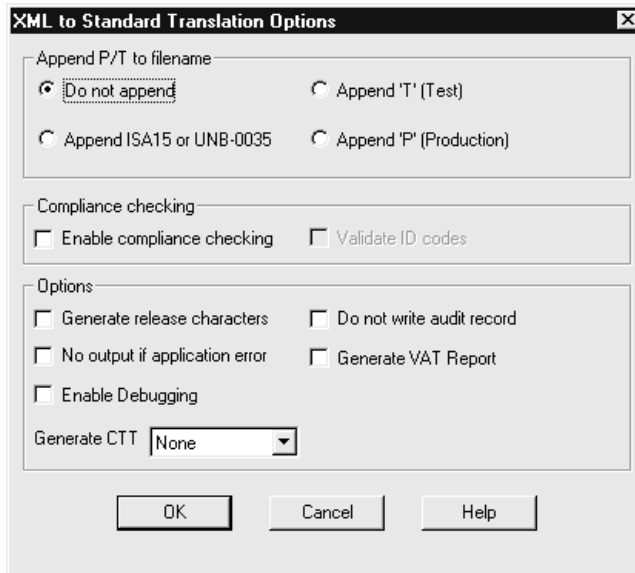 XML to Standard Translation Options
Append P/T to filename
Do not append
Append 'T' (Test)
Append ISA15 or UNB-0035
Append 'P' (Production)
Compliance checking
Enable compliance checking
Validate ID codes
Options
Generate release characters
Do not write audit record
No output if application error
Generate VAT Report
Enable Debugging
Generate CTT None
OK Cancel Help